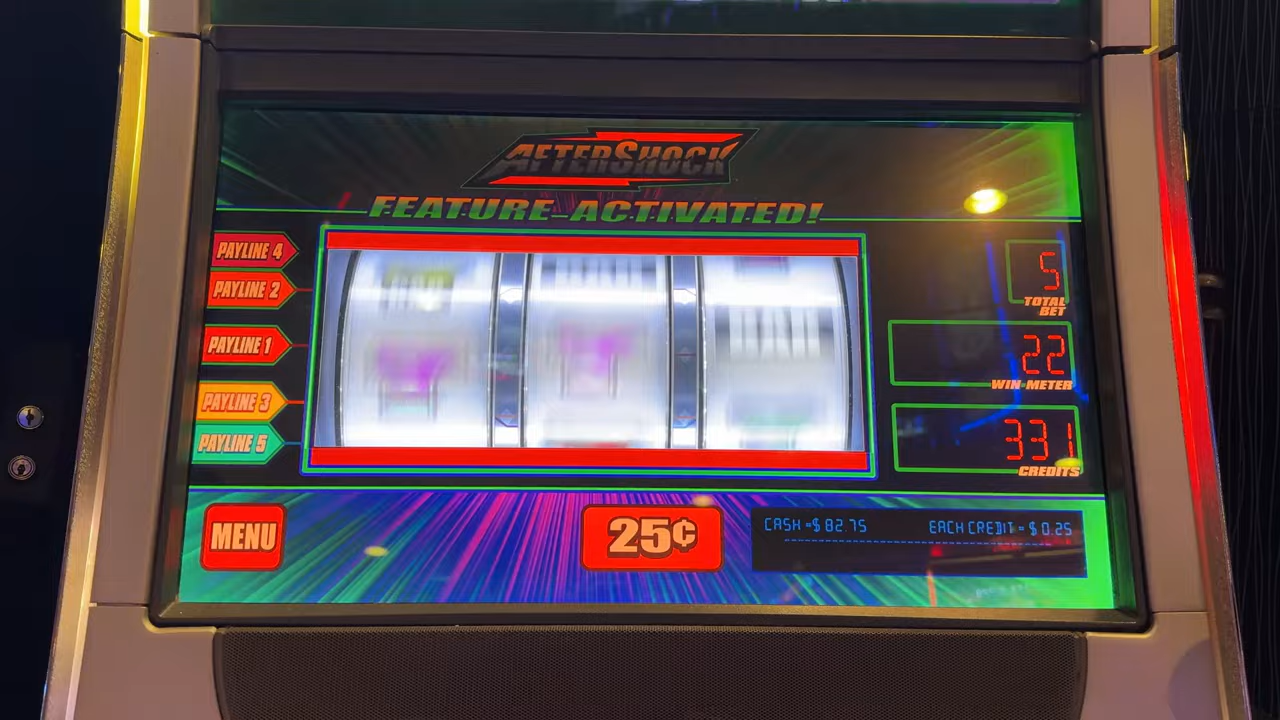 AFTERSHOCK
FEATURE ACTIVATED!
PAYLINE 4
PAYLINE 2
PAYLINE 1
PAYLINE 3
PAYLINE 5
5
TOTAL
BET
22
WIN METER
331
CREDITS
BAR
MENU
25¢
CASH =$ 82.75
EACH CREDIT = $ 0.25